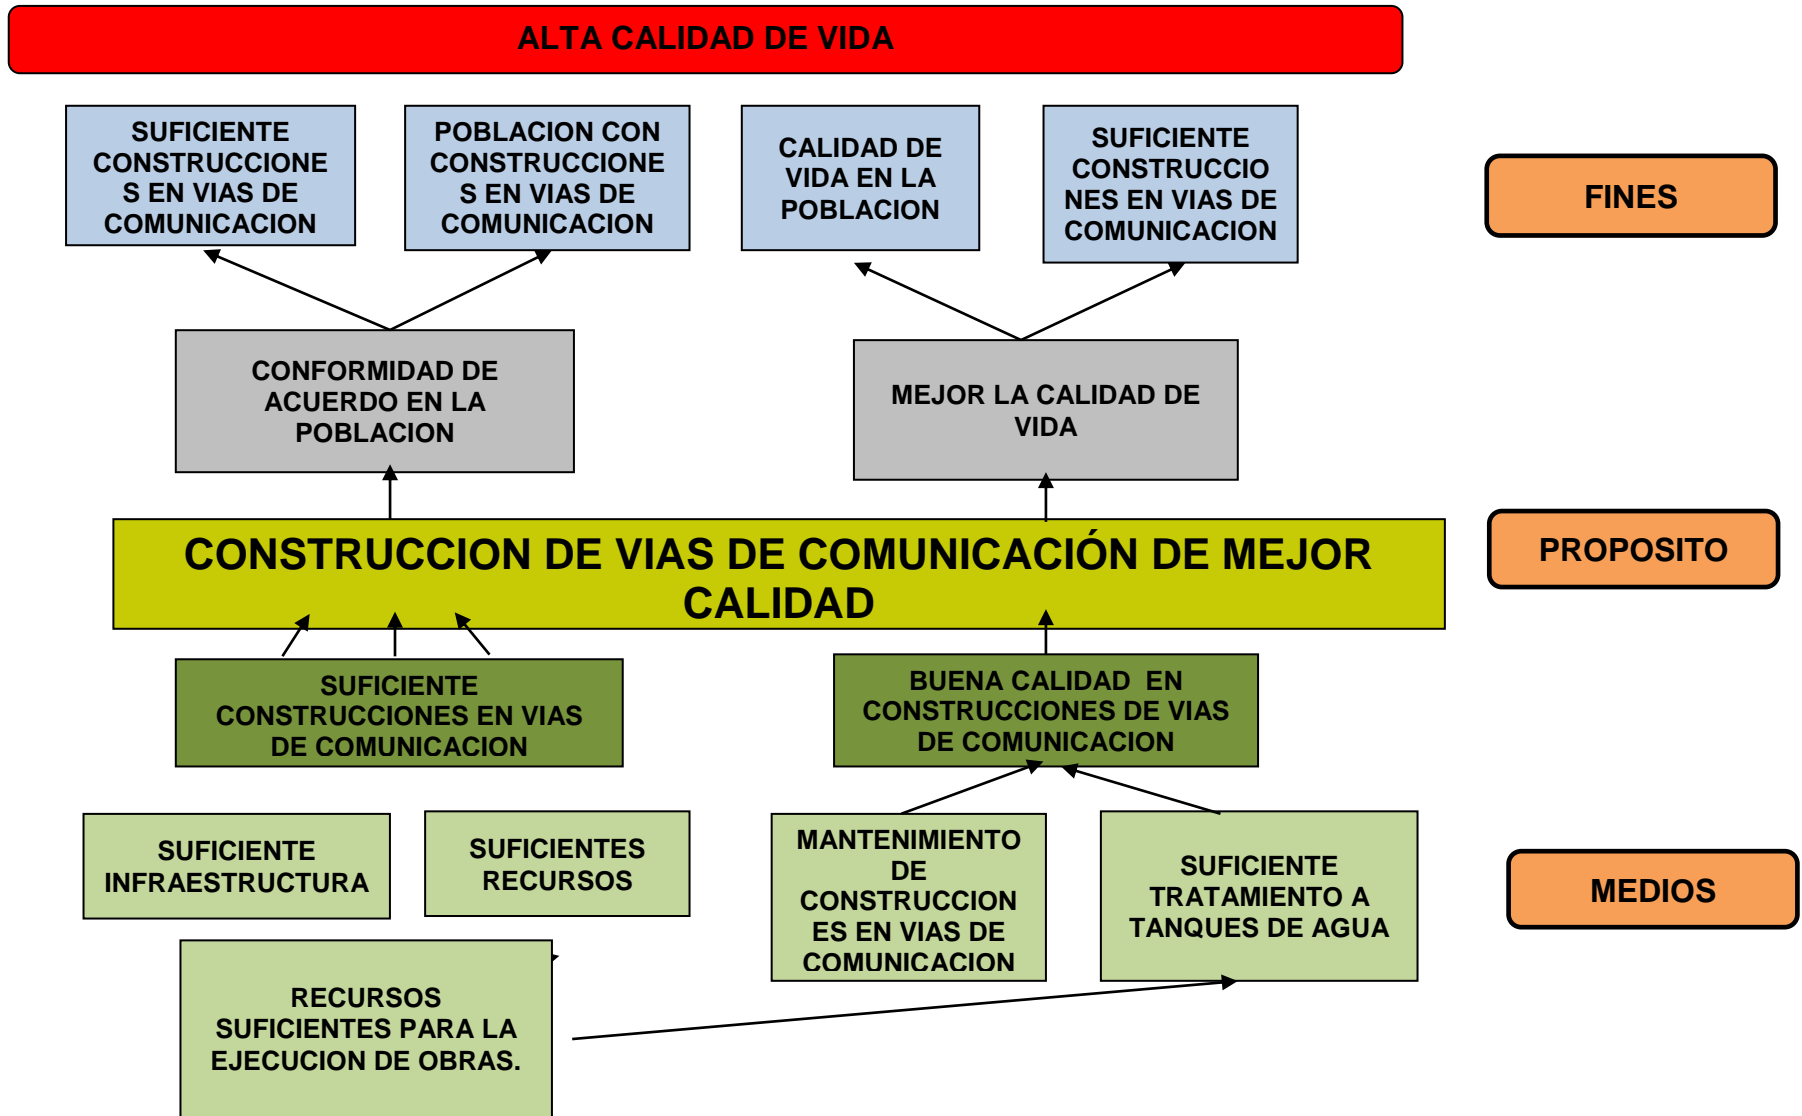 ALTA CALIDAD DE VIDA
SUFICIENTE
CONSTRUCCIONE
S EN VIAS DE
COMUNICACION
POBLACION CON
CONSTRUCCIONE
S EN VIAS DE
COMUNICACION
CALIDAD DE
VIDA EN LA
POBLACION
SUFICIENTE
CONSTRUCCIO
NES EN VIAS DE
COMUNICACION
FINES
CONFORMIDAD DE
ACUERDO EN LA
POBLACION
MEJOR LA CALIDAD DE
VIDA
CONSTRUCCION DE VIAS DE COMUNICACIÓN DE MEJOR
CALIDAD
PROPOSITO
SUFICIENTE
CONSTRUCCIONES EN VIAS
DE COMUNICACION
BUENA CALIDAD  EN
CONSTRUCCIONES DE VIAS
DE COMUNICACION
SUFICIENTE
INFRAESTRUCTURA
SUFICIENTES
RECURSOS
MANTENIMIENTO
DE
CONSTRUCCION
ES EN VIAS DE
COMUNICACION
SUFICIENTE
TRATAMIENTO A
TANQUES DE AGUA
MEDIOS
RECURSOS
SUFICIENTES PARA LA
EJECUCION DE OBRAS.